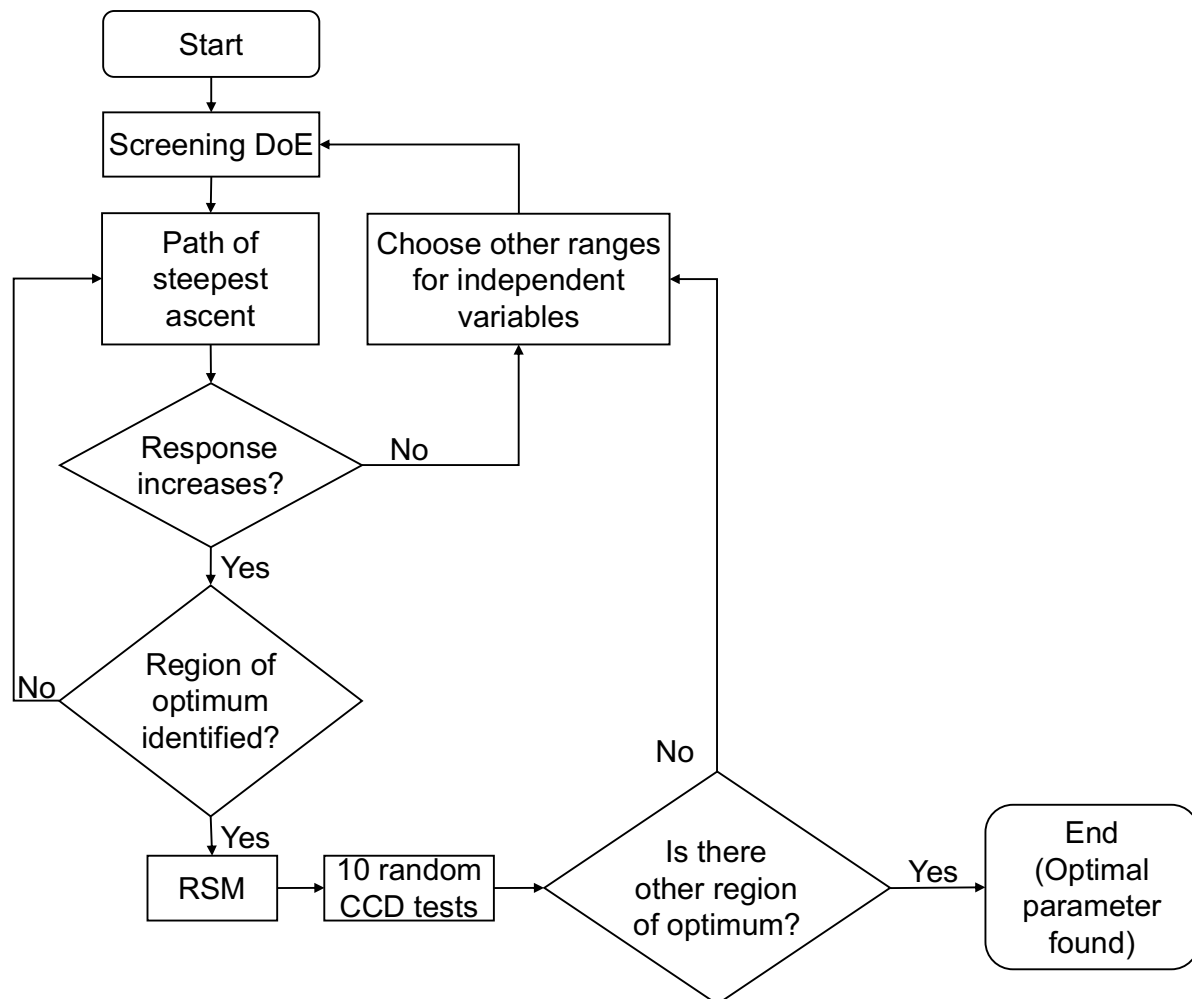 Start
Screening DoE
Path of
steepest
ascent
Choose other ranges
for independent
variables
Response
increases?
No
Yes
Region of
optimum
identified?
No
Yes
RSM
10 random
CCD tests
No
Is there
other region
of optimum?
Yes
End
(Optimal
parameter
found)